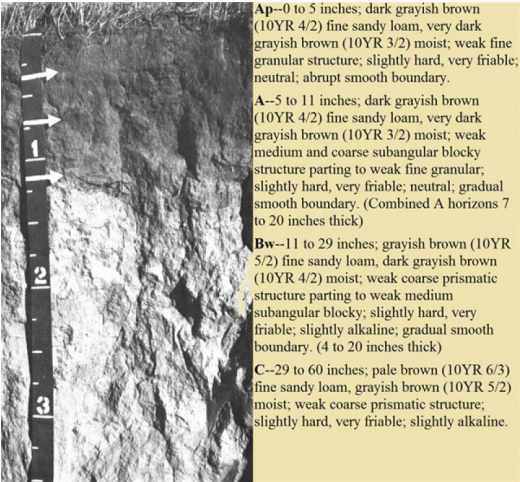 Ap--0 to 5 inches; dark grayish brown
(10YR 4/2) fine sandy loam, very dark
grayish brown (10YR 3/2) moist; weak fine
granular structure; slightly hard, very friable;
neutral; abrupt smooth boundary.
A--5 to 11 inches; dark grayish brown
(10YR 4/2) fine sandy loam, very dark
grayish brown (10YR 3/2) moist; weak
medium and coarse subangular blocky
structure parting to weak fine granular;
slightly hard, very friable; neutral; gradual
smooth boundary. (Combined A horizons 7
to 20 inches thick)
Bw--11 to 29 inches; grayish brown (10YR
5/2) fine sandy loam, dark grayish brown
(10YR 4/2) moist; weak coarse prismatic
structure parting to weak medium
subangular blocky; slightly hard, very
friable; slightly alkaline; gradual smooth
boundary. (4 to 20 inches thick)
C--29 to 60 inches; pale brown (10YR 6/3)
fine sandy loam, grayish brown (10YR 5/2)
moist; weak coarse prismatic structure;
slightly hard, very friable; slightly alkaline.
1
2
3